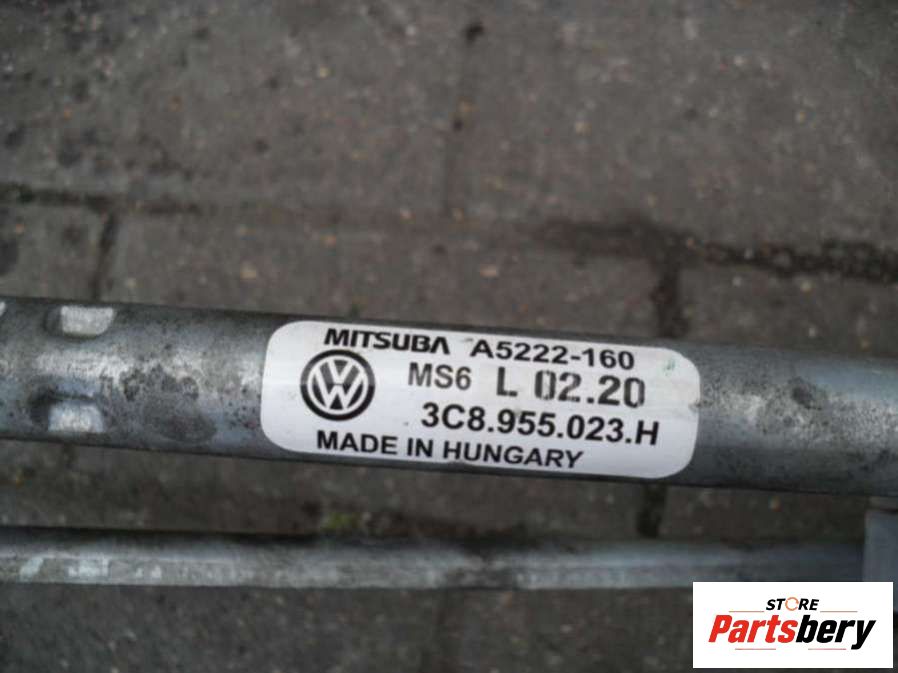 MITSUBA A5222-160
MS6 L 02.20
3C8.955.023.H
MADE IN HUNGARY
STORE
Partsbery